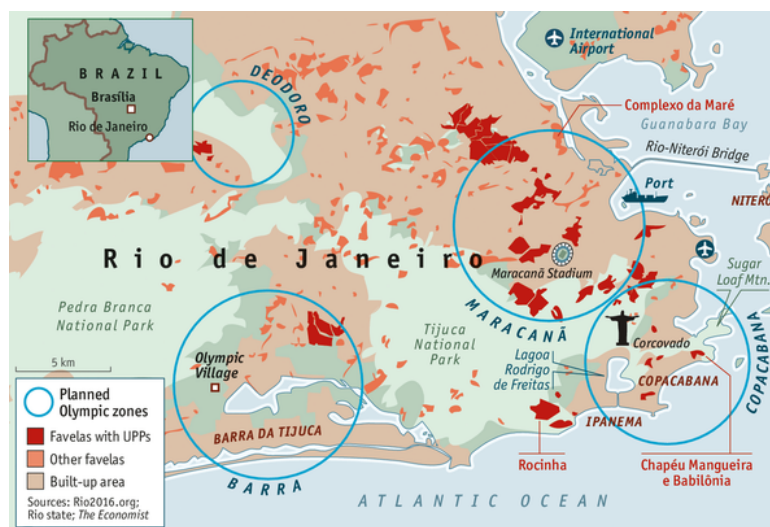 BRAZIL
Brasília
Rio de Janeiro
DEODORO
International
Airport
Complexo da Maré
Guanabara Bay
Rio-Niterói Bridge
Port
NITERÓ
Rio de Janeiro
Maracanã Stadium
MARACANÃ
Sugar
Loaf Mtn.
Pedra Branca
National Park
Tijuca
National
Park
Corcovado
COPACABANA
5 km
Olympic
Village
Lagoa
Rodrigo
de Freitas
COPACABANA
IPANEMA
BARRA DA TIJUCA
BARRA
Rocinha
Chapéu Mangueira
e Babilônia
ATLANTIC OCEAN
Planned
Olympic zones
Favelas with UPPs
Other favelas
Built-up area
Sources: Rio2016.org;
Rio state; The Economist